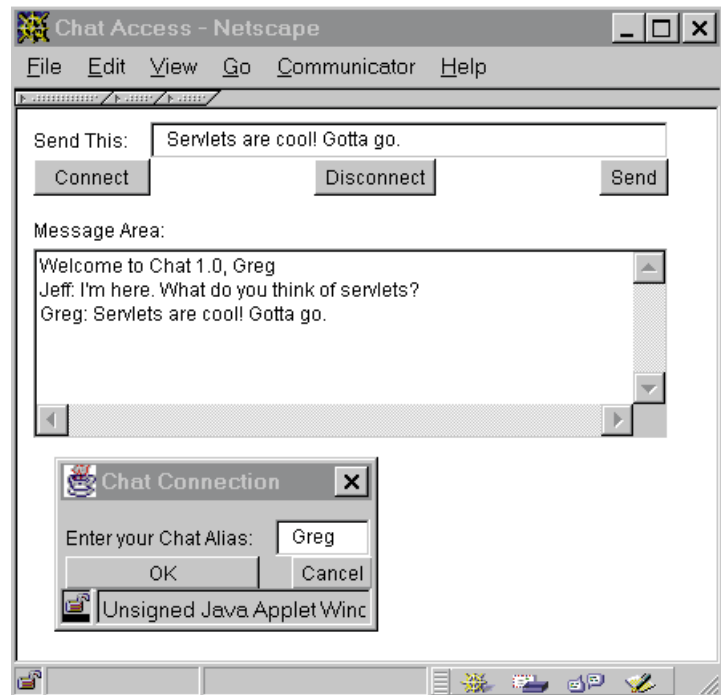 Chat Access - Netscape
File Edit View Go Communicator Help
Send This: Servlets are cool! Gotta go.
Connect Disconnect Send
Message Area:
Welcome to Chat 1.0, Greg
Jeff: I'm here. What do you think of servlets?
Greg: Servlets are cool! Gotta go.
Chat Connection
Enter your Chat Alias: Greg
OK Cancel
Unsigned Java Applet Winc